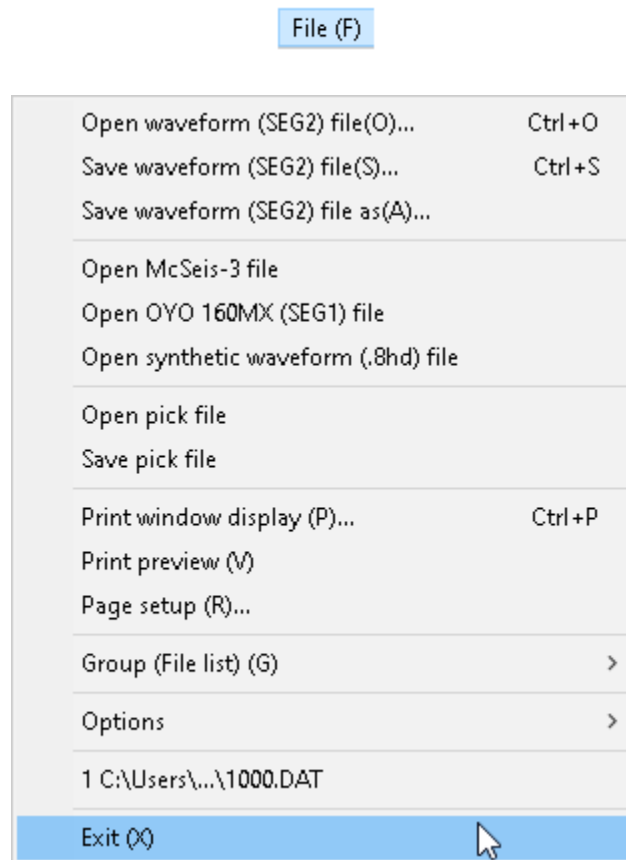 File (F)
Open waveform (SEG2) file(O)... Ctrl+O
Save waveform (SEG2) file(S)... Ctrl+S
Save waveform (SEG2) file as(A)...
Open McSeis-3 file
Open OYO 160MX (SEG1) file
Open synthetic waveform (.8hd) file
Open pick file
Save pick file
Print window display (P)... Ctrl+P
Print preview (V)
Page setup (R)...
Group (File list) (G) >
Options >
1 C:\Users\...\1000.DAT
Exit (X)